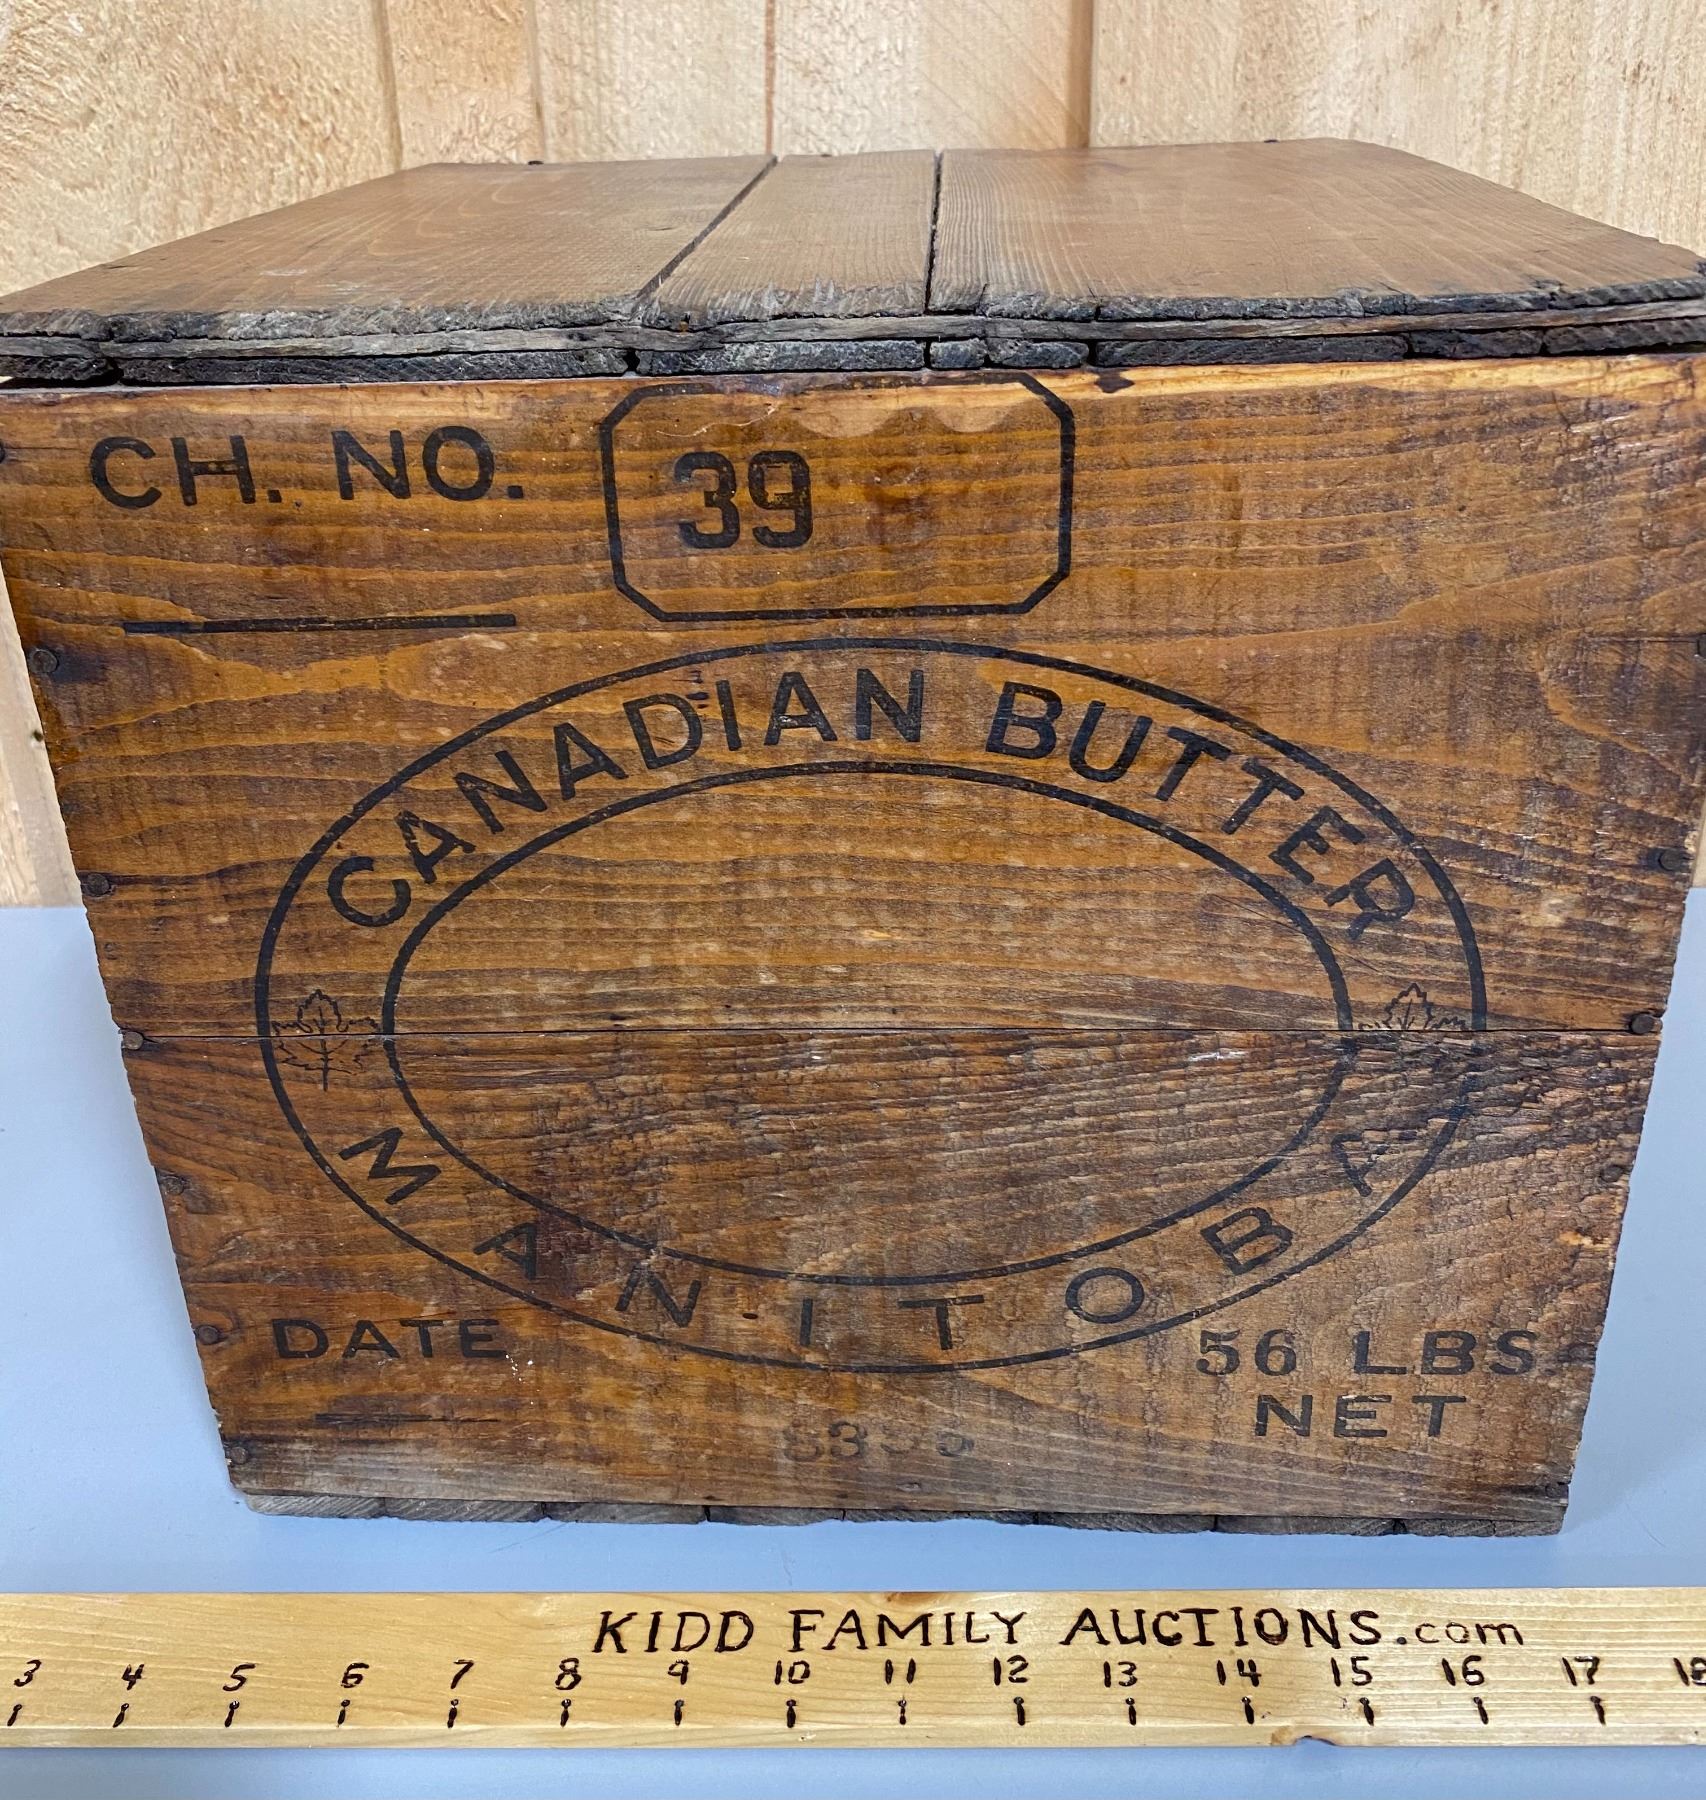 CH. NO. 39
CANADIAN BUTTER
MANITOBA
DATE
56 LBS
NET
KIDD FAMILY AUCTIONS.com
3 4 5 6 7 8 9 10 11 12 13 14 15 16 17 18